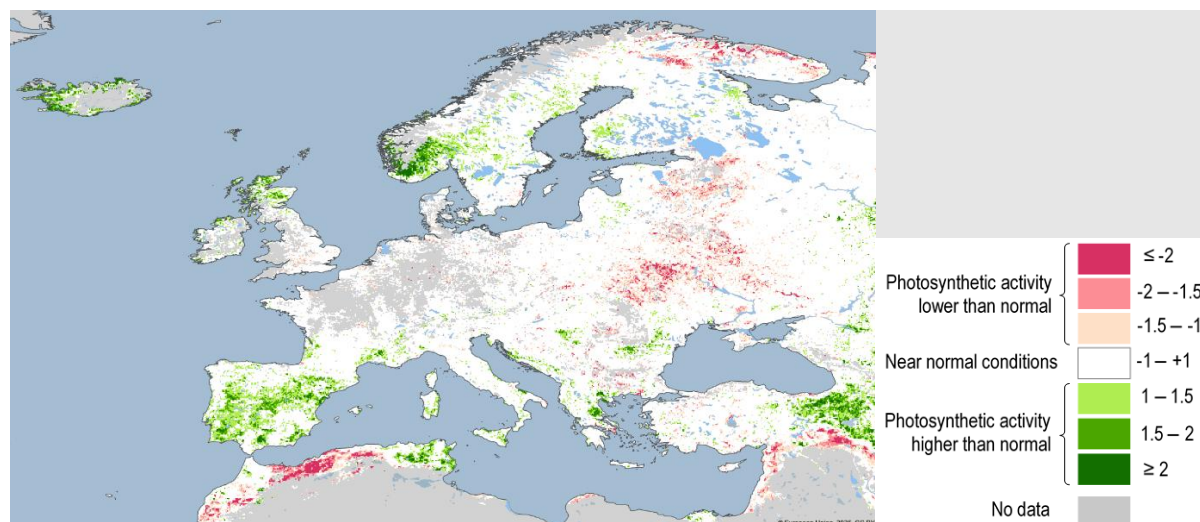 ≤ -2
Photosynthetic activity
lower than normal
-2 – -1.5
-1.5 – -1
Near normal conditions
-1 – +1
1 – 1.5
Photosynthetic activity
higher than normal
1.5 – 2
≥ 2
No data